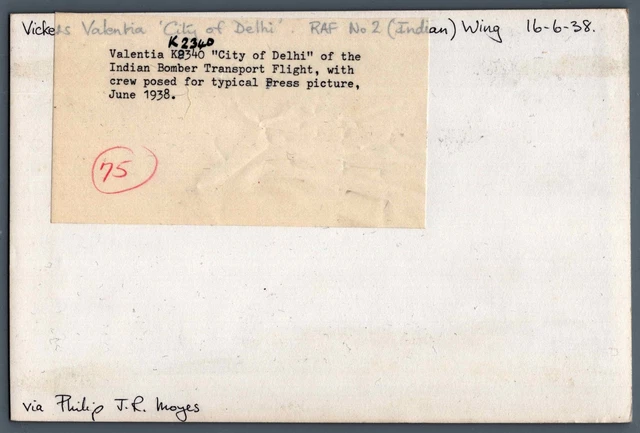 Vickers Valentia 'City of Delhi'. RAF No 2 (Indian) Wing 16-6-38.
K2340
Valentia K8340 "City of Delhi" of the
Indian Bomber Transport Flight, with
crew posed for typical Press picture,
June 1938.
75
via Philip J.R. Moyes